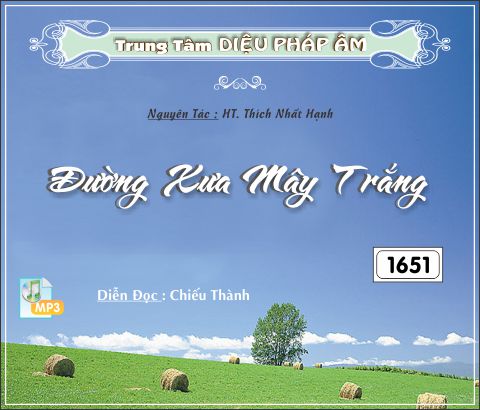 Trung Tâm DIỆU PHÁP ÂM
Nguyên Tác : HT. Thích Nhất Hạnh
Đường Xưa Mây Trắng
1651
MP3
Diễn Đọc : Chiếu Thành